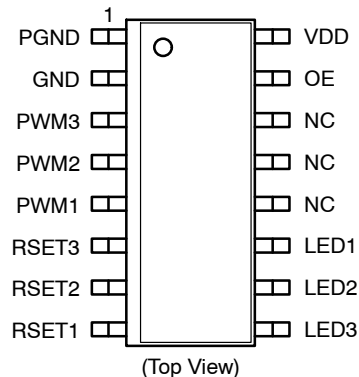 1
PGND VDD
GND OE
PWM3 NC
PWM2 NC
PWM1 NC
RSET3 LED1
RSET2 LED2
RSET1 LED3
(Top View)